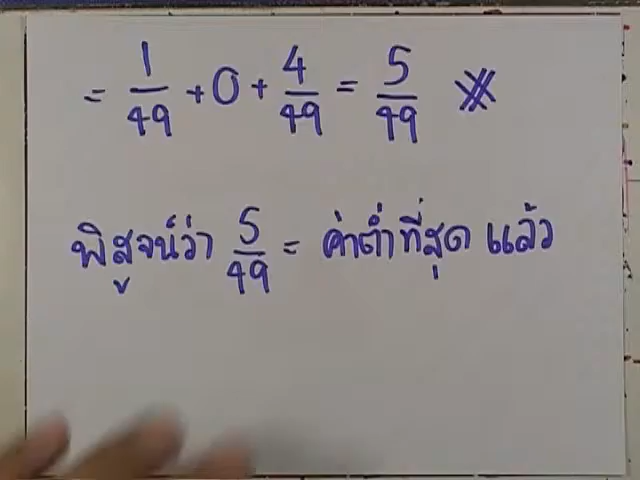 = 1/49 + 0 + 4/49 = 5/49 ※
พิสูจน์ว่า 5/49 = ค่าต่ำที่สุด แล้ว